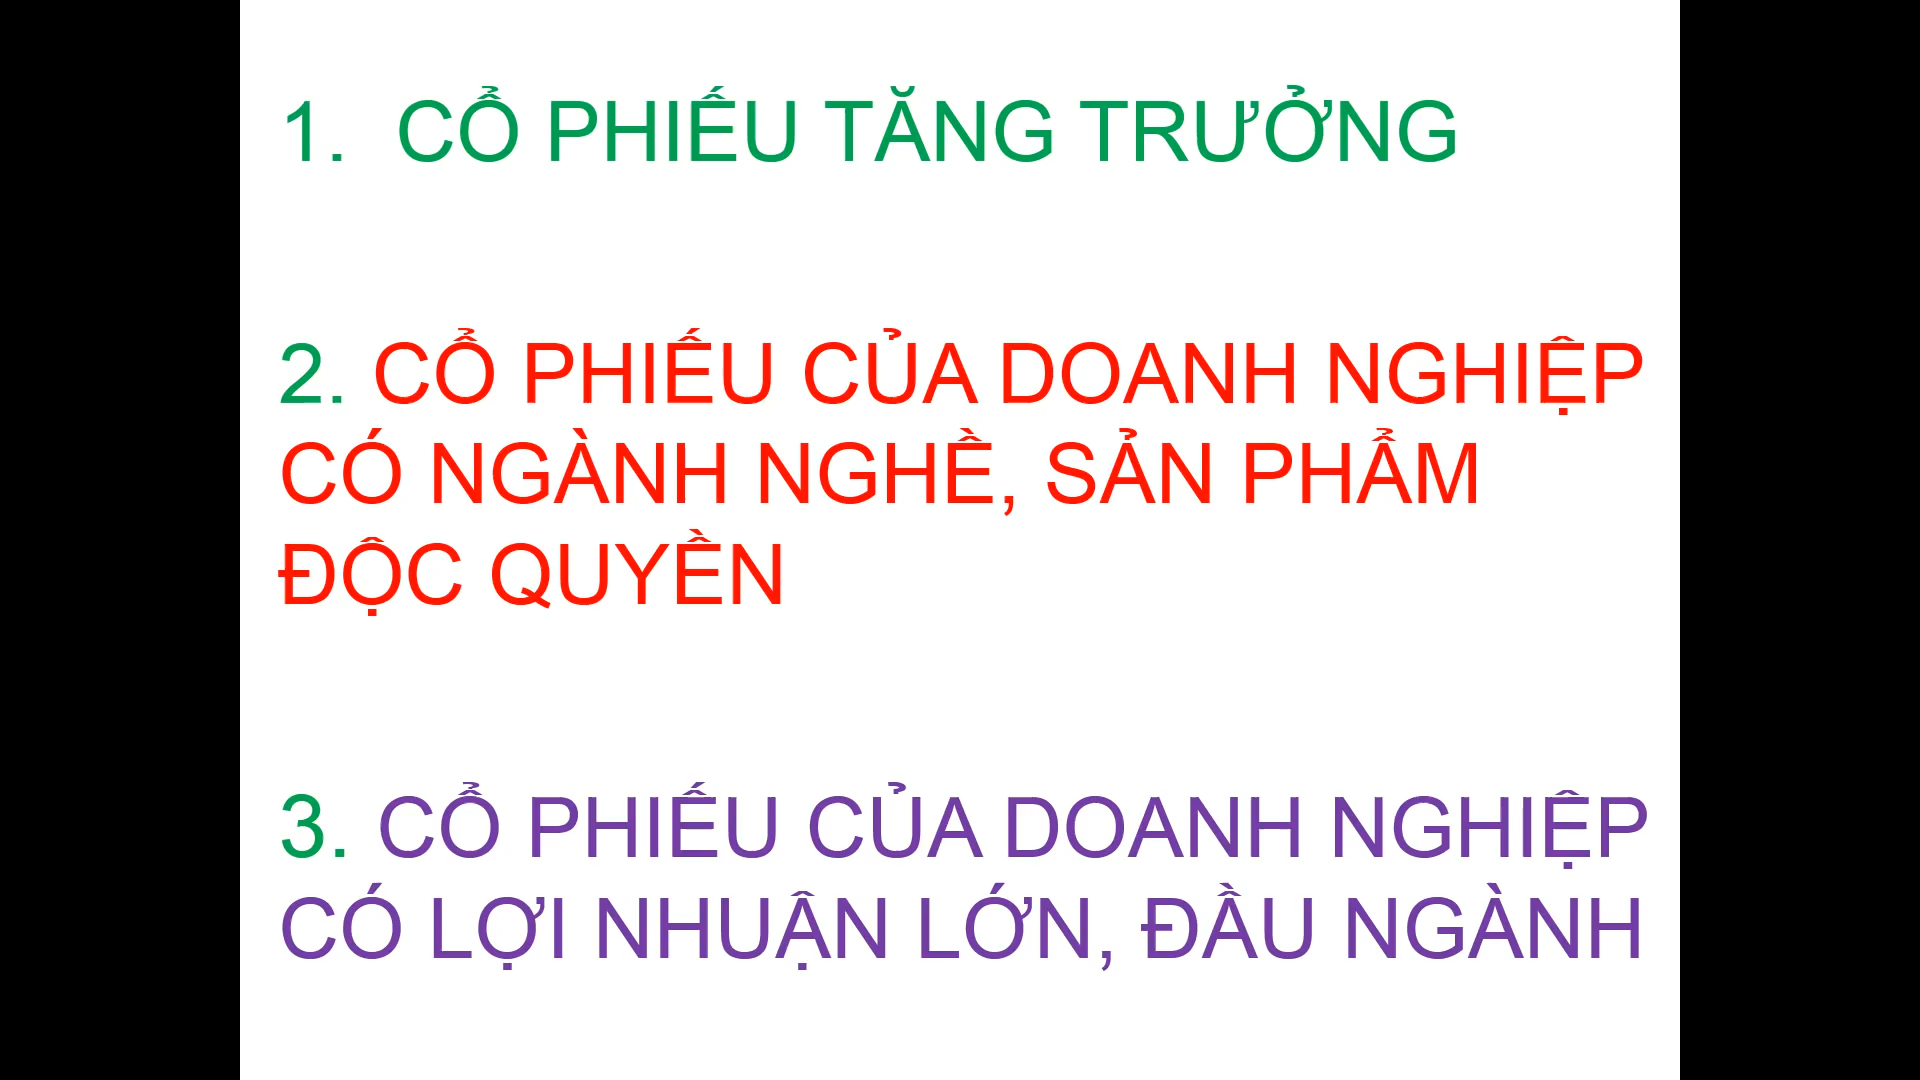 1. CỔ PHIẾU TĂNG TRƯỞNG
2. CỔ PHIẾU CỦA DOANH NGHIỆP
CÓ NGÀNH NGHỀ, SẢN PHẨM
ĐỘC QUYỀN
3. CỔ PHIẾU CỦA DOANH NGHIỆP
CÓ LỢI NHUẬN LỚN, ĐẦU NGÀNH